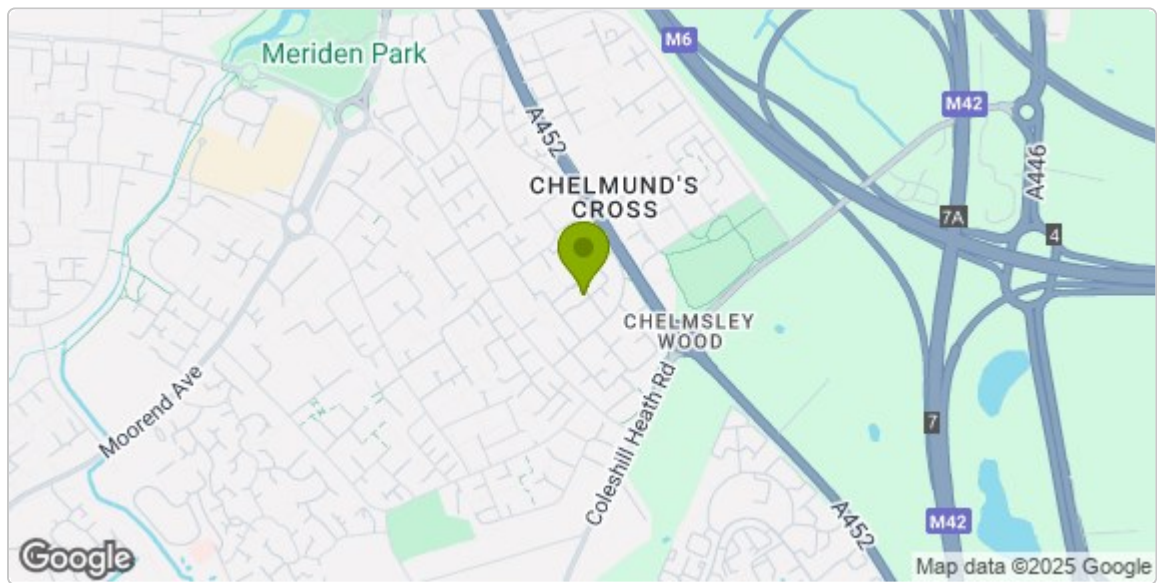 M6
Meriden Park
M42
A452
A446
CHELMUND'S
CROSS
7A
4
CHELMSLEY
WOOD
Moorend Ave
Coleshill Heath Rd
7
A452
M42
Google
Map data ©2025 Google